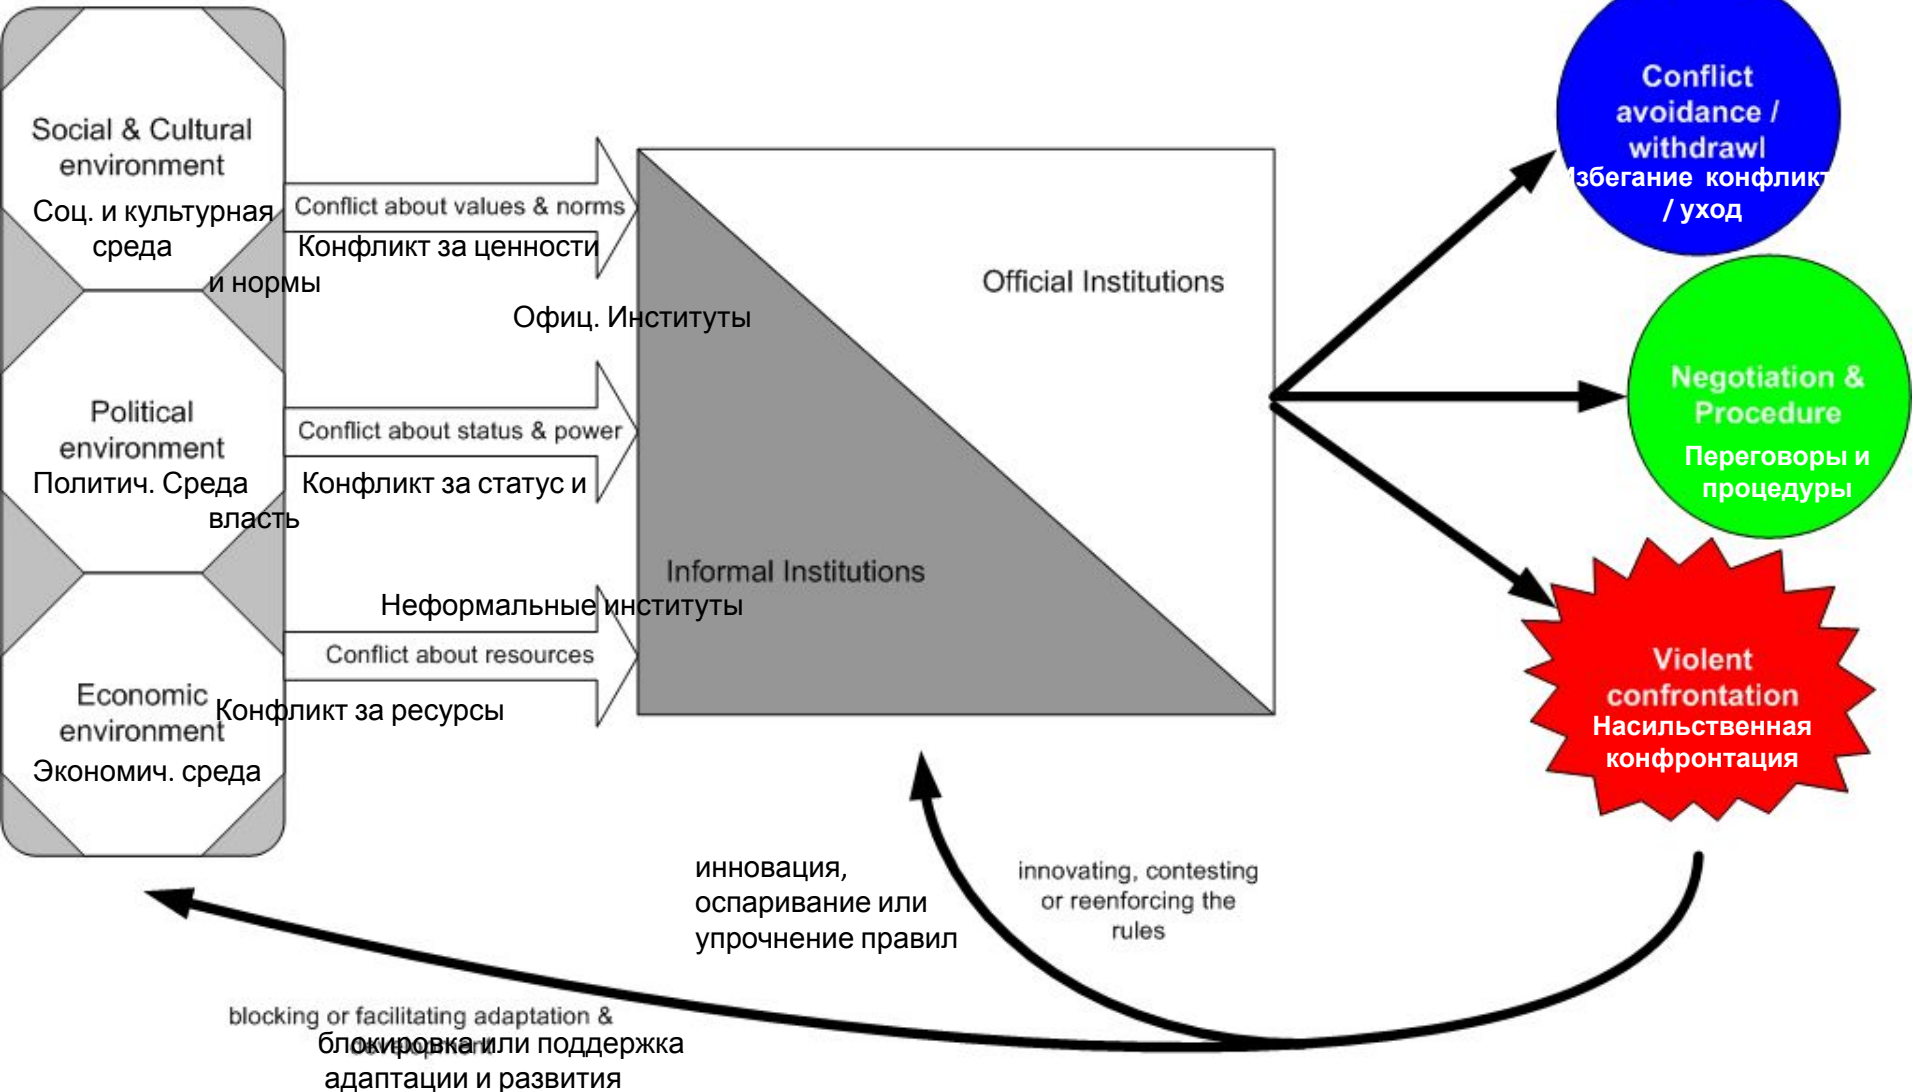 Social & Cultural
environment
Соц. и культурная
среда
Conflict about values & norms
Конфликт за ценности
и нормы
Official Institutions
Офиц. Институты
Conflict
avoidance /
withdrawl
збегание конфликт
/ уход
Political
environment
Политич. Среда
Conflict about status & power
Конфликт за статус и
власть
Negotiation &
Procedure
Переговоры и
процедуры
Informal Institutions
Неформальные институты
Economic
environment
Экономич. среда
Conflict about resources
Конфликт за ресурсы
Violent
confrontation
Насильственная
конфронтация
инновация,
оспаривание или
упрочнение правил
innovating, contesting
or reenforcing the
rules
blocking or facilitating adaptation &
development
блокировка или поддержка
адаптации и развития